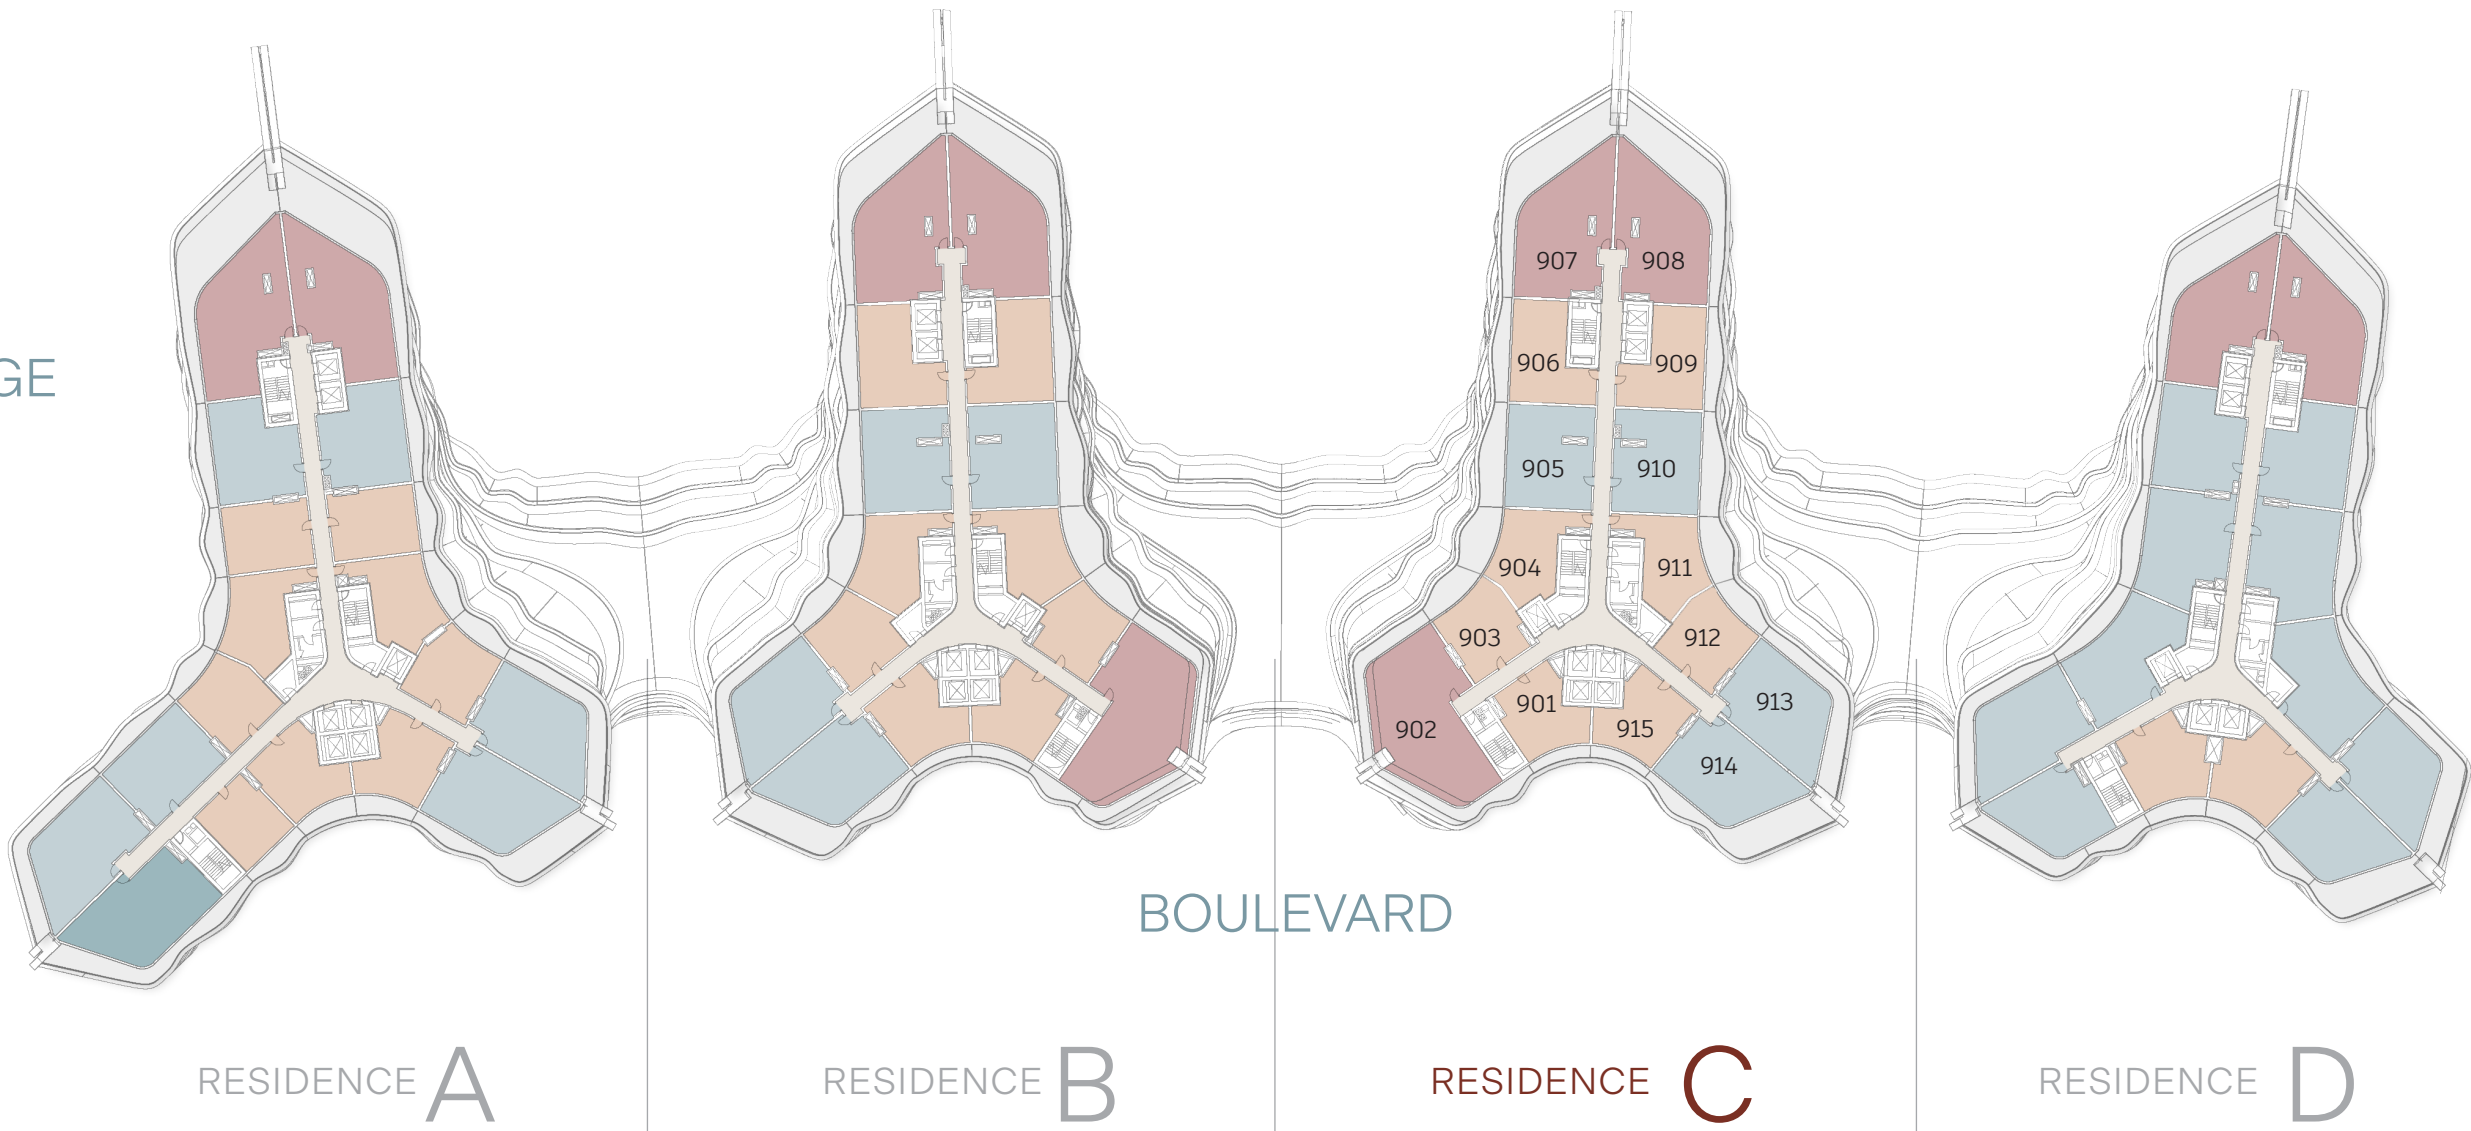 907 908
GE
906 909
905 910
904 911
903 912
901 913
902 915
914
BOULEVARD
RESIDENCE A
RESIDENCE B
RESIDENCE C
RESIDENCE D